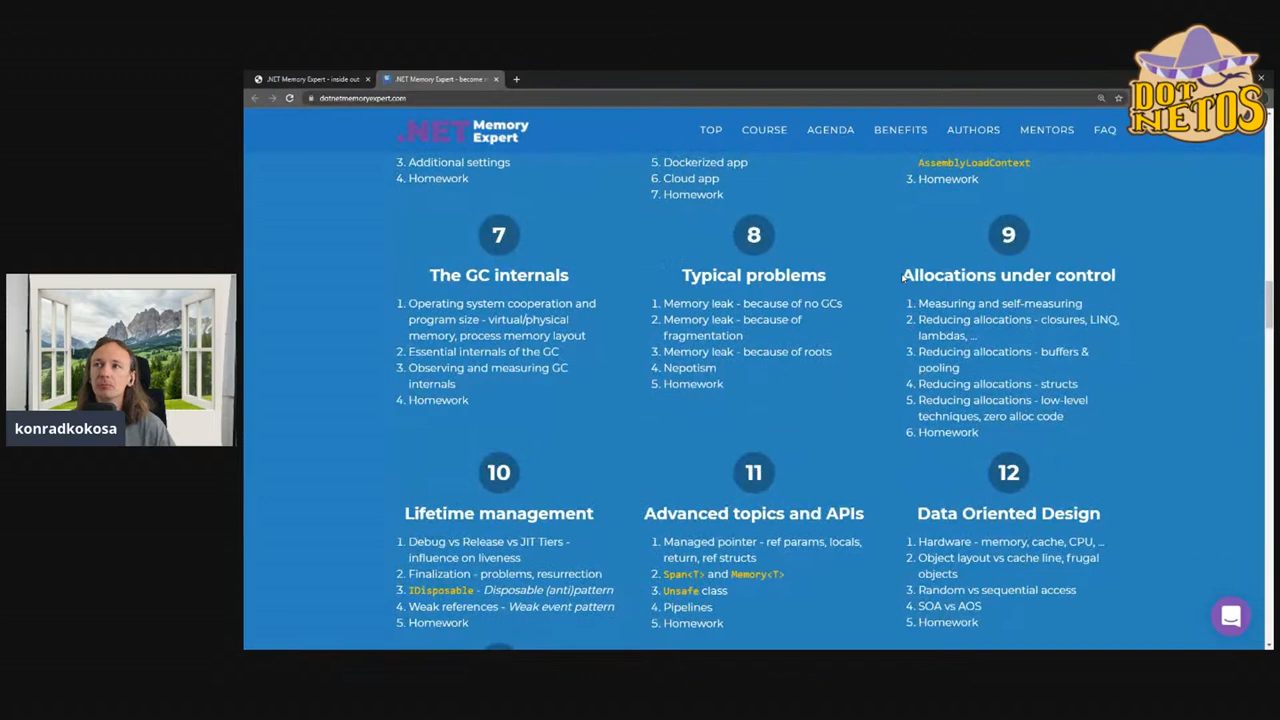 DOT
NETOS
.NET Memory Expert - inside out
.NET Memory Expert - become
dotnetmemoryexpert.com
.NET Memory
Expert
TOP
COURSE
AGENDA
BENEFITS
AUTHORS
MENTORS
FAQ
3. Additional settings
4. Homework
5. Dockerized app
6. Cloud app
7. Homework
AssemblyLoadContext
3. Homework
7
The GC internals
1. Operating system cooperation and
program size - virtual/physical
memory, process memory layout
2. Essential internals of the GC
3. Observing and measuring GC
internals
4. Homework
8
Typical problems
1. Memory leak - because of no GCs
2. Memory leak - because of
fragmentation
3. Memory leak - because of roots
4. Nepotism
5. Homework
9
Allocations under control
1. Measuring and self-measuring
2. Reducing allocations - closures, LINQ,
lambdas, ...
3. Reducing allocations - buffers &
pooling
4. Reducing allocations - structs
5. Reducing allocations - low-level
techniques, zero alloc code
6. Homework
10
Lifetime management
1. Debug vs Release vs JIT Tiers -
influence on liveness
2. Finalization - problems, resurrection
3. IDisposable - Disposable (anti)pattern
4. Weak references - Weak event pattern
5. Homework
11
Advanced topics and APIs
1. Managed pointer - ref params, locals,
return, ref structs
2. Span<T> and Memory<T>
3. Unsafe class
4. Pipelines
5. Homework
12
Data Oriented Design
1. Hardware - memory, cache, CPU, ...
2. Object layout vs cache line, frugal
objects
3. Random vs sequential access
4. SOA vs AOS
5. Homework
konradkokosa